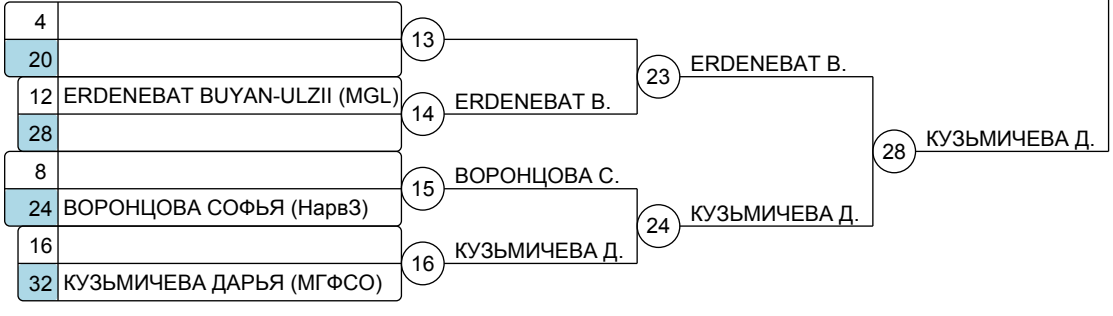 4
13
20
23
ERDENEBAT B.
12 ERDENEBAT BUYAN-ULZII (MGL)
14
ERDENEBAT B.
28
28
КУЗЬМИЧЕВА Д.
8
15
ВОРОНЦОВА С.
24 ВОРОНЦОВА СОФЬЯ (Нарв3)
24
КУЗЬМИЧЕВА Д.
16
16
КУЗЬМИЧЕВА Д.
32 КУЗЬМИЧЕВА ДАРЬЯ (МГФСО)